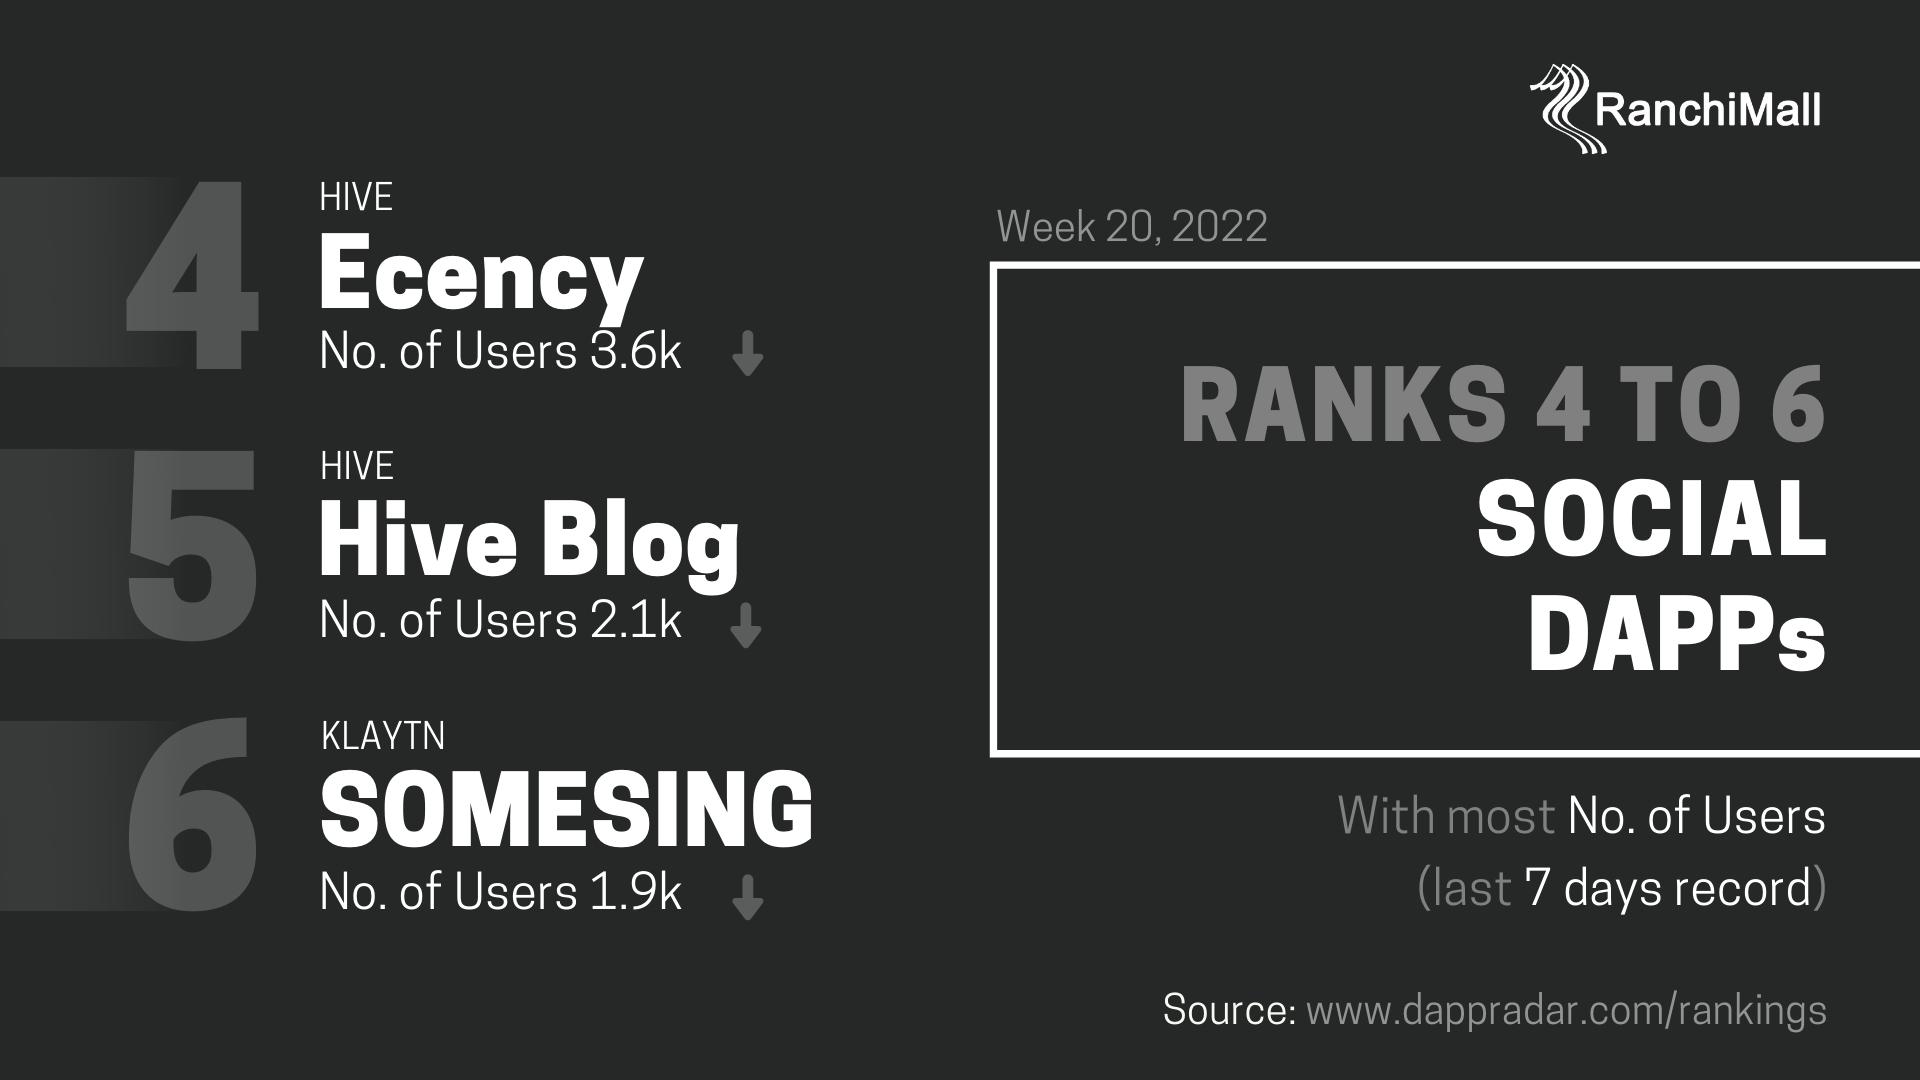 RanchiMall
4
HIVE
Ecency
No. of Users 3.6k
5
HIVE
Hive Blog
No. of Users 2.1k
6
KLAYTN
SOMESING
No. of Users 1.9k
Week 20, 2022
RANKS 4 TO 6
SOCIAL
DAPPs
With most No. of Users
(last 7 days record)
Source: www.dappradar.com/rankings